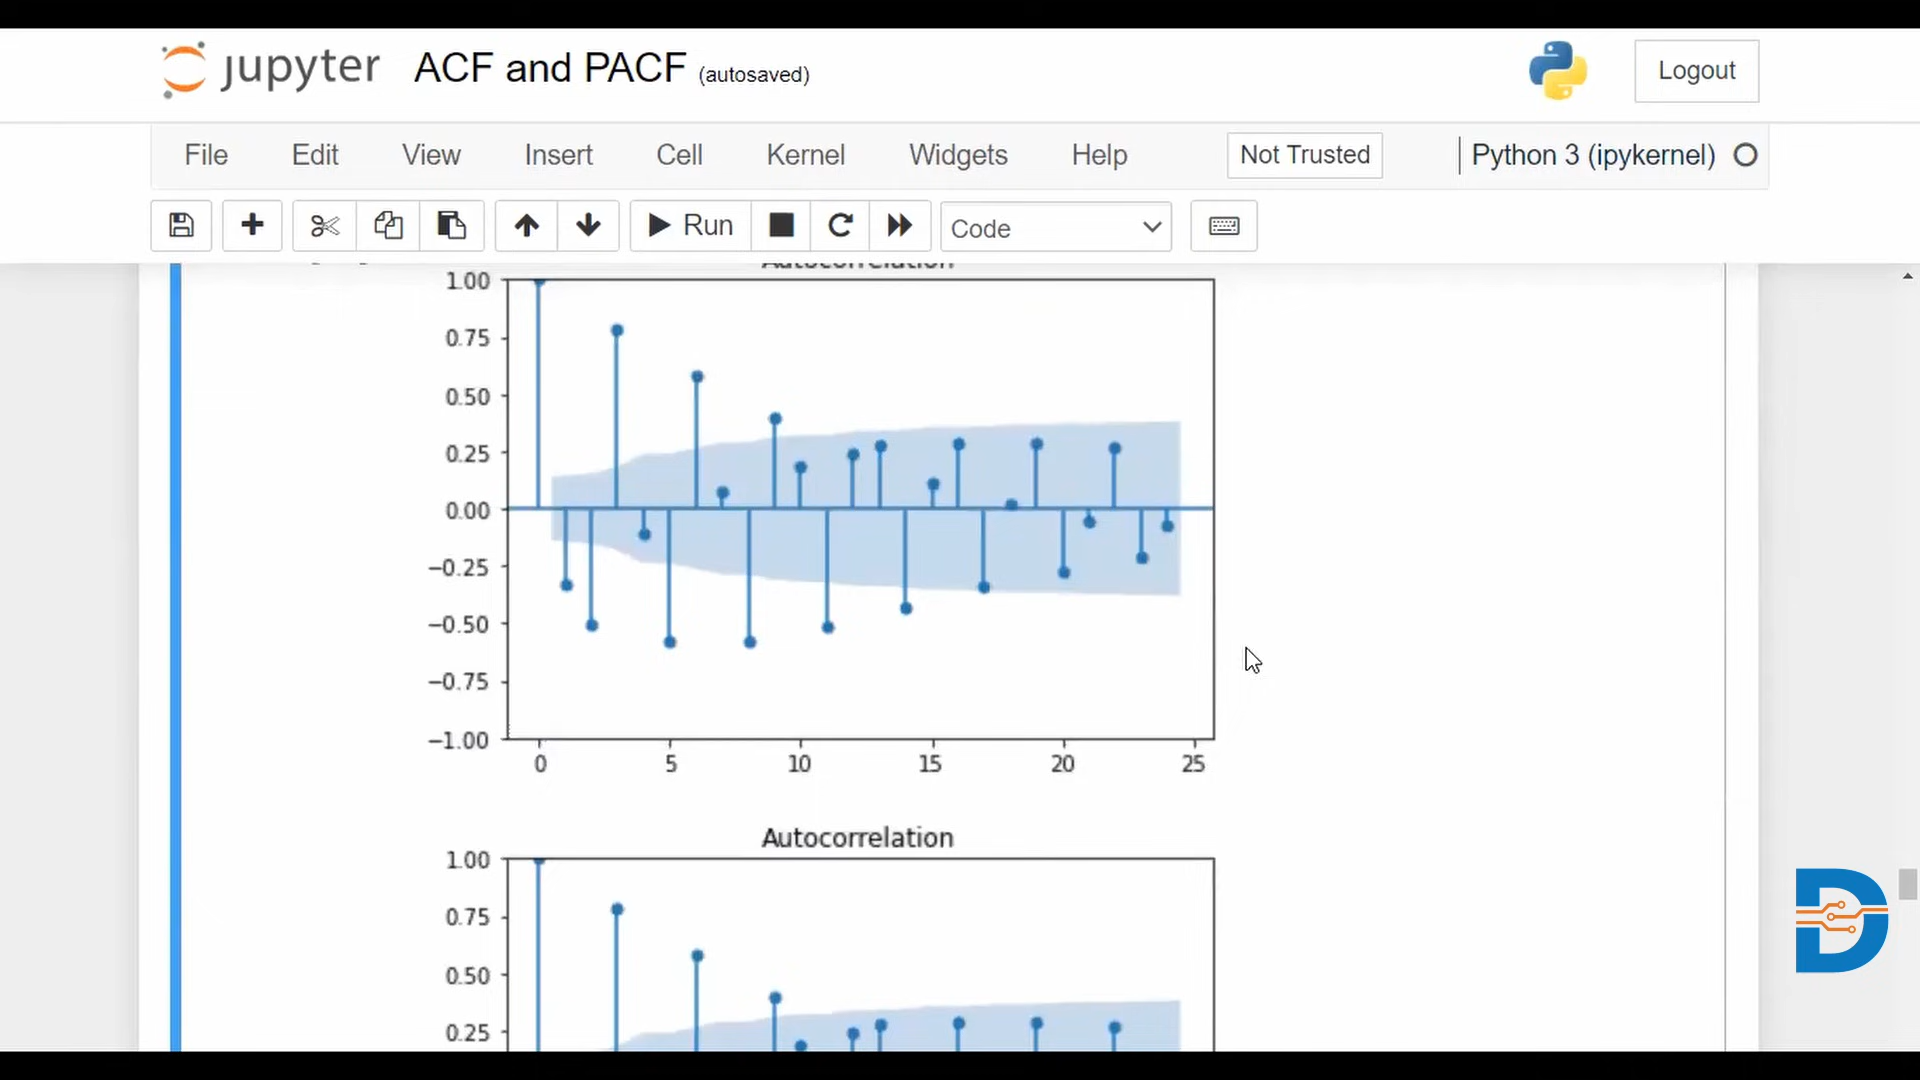 jupyter ACF and PACF (autosaved) Logout
File Edit View Insert Cell Kernel Widgets Help Not Trusted Python 3 (ipykernel)
Run Code
Autocorrelation
1.00
0.75
0.50
0.25
0.00
−0.25
−0.50
−0.75
−1.00
0 5 10 15 20 25
Autocorrelation
1.00
0.75
0.50
0.25